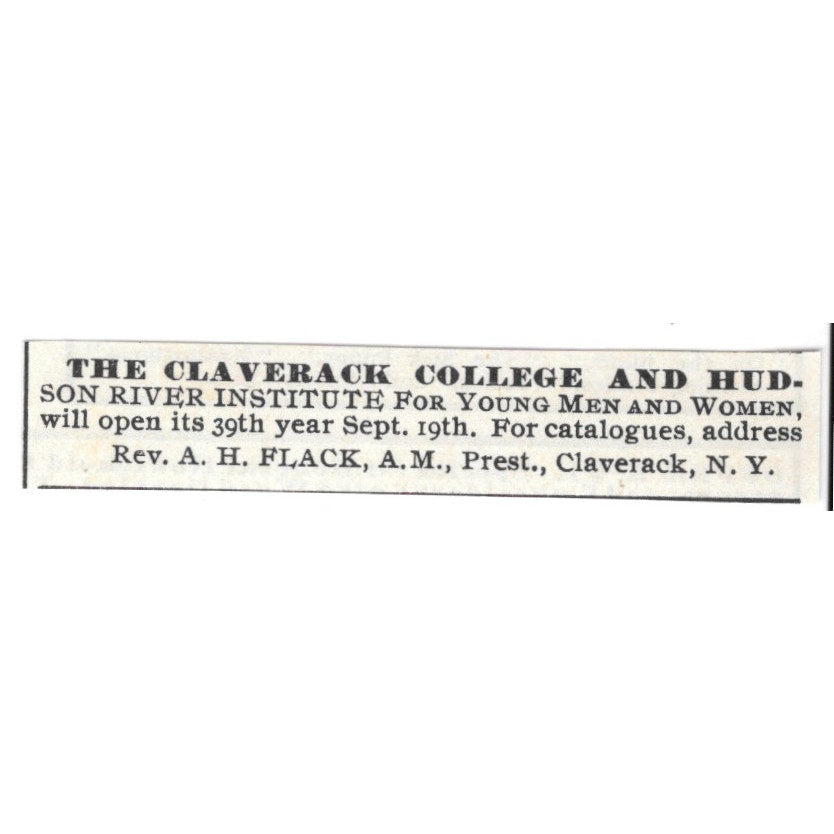 THE CLAVERACK COLLEGE AND HUD-
SON RIVER INSTITUTE FOR YOUNG MEN AND WOMEN,
will open its 39th year Sept. 19th. For catalogues, address
Rev. A. H. FLACK, A.M., Prest., Claverack, N. Y.